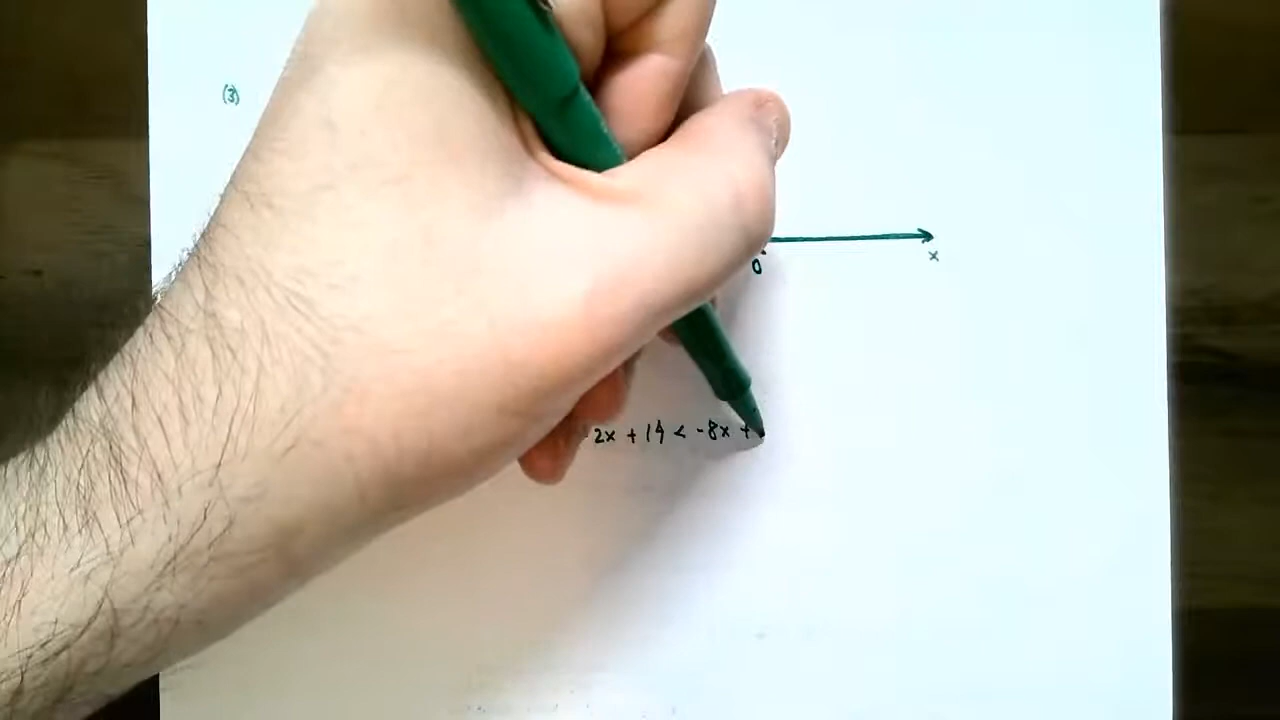 (3)
0 x
2x + 14 < -8x +